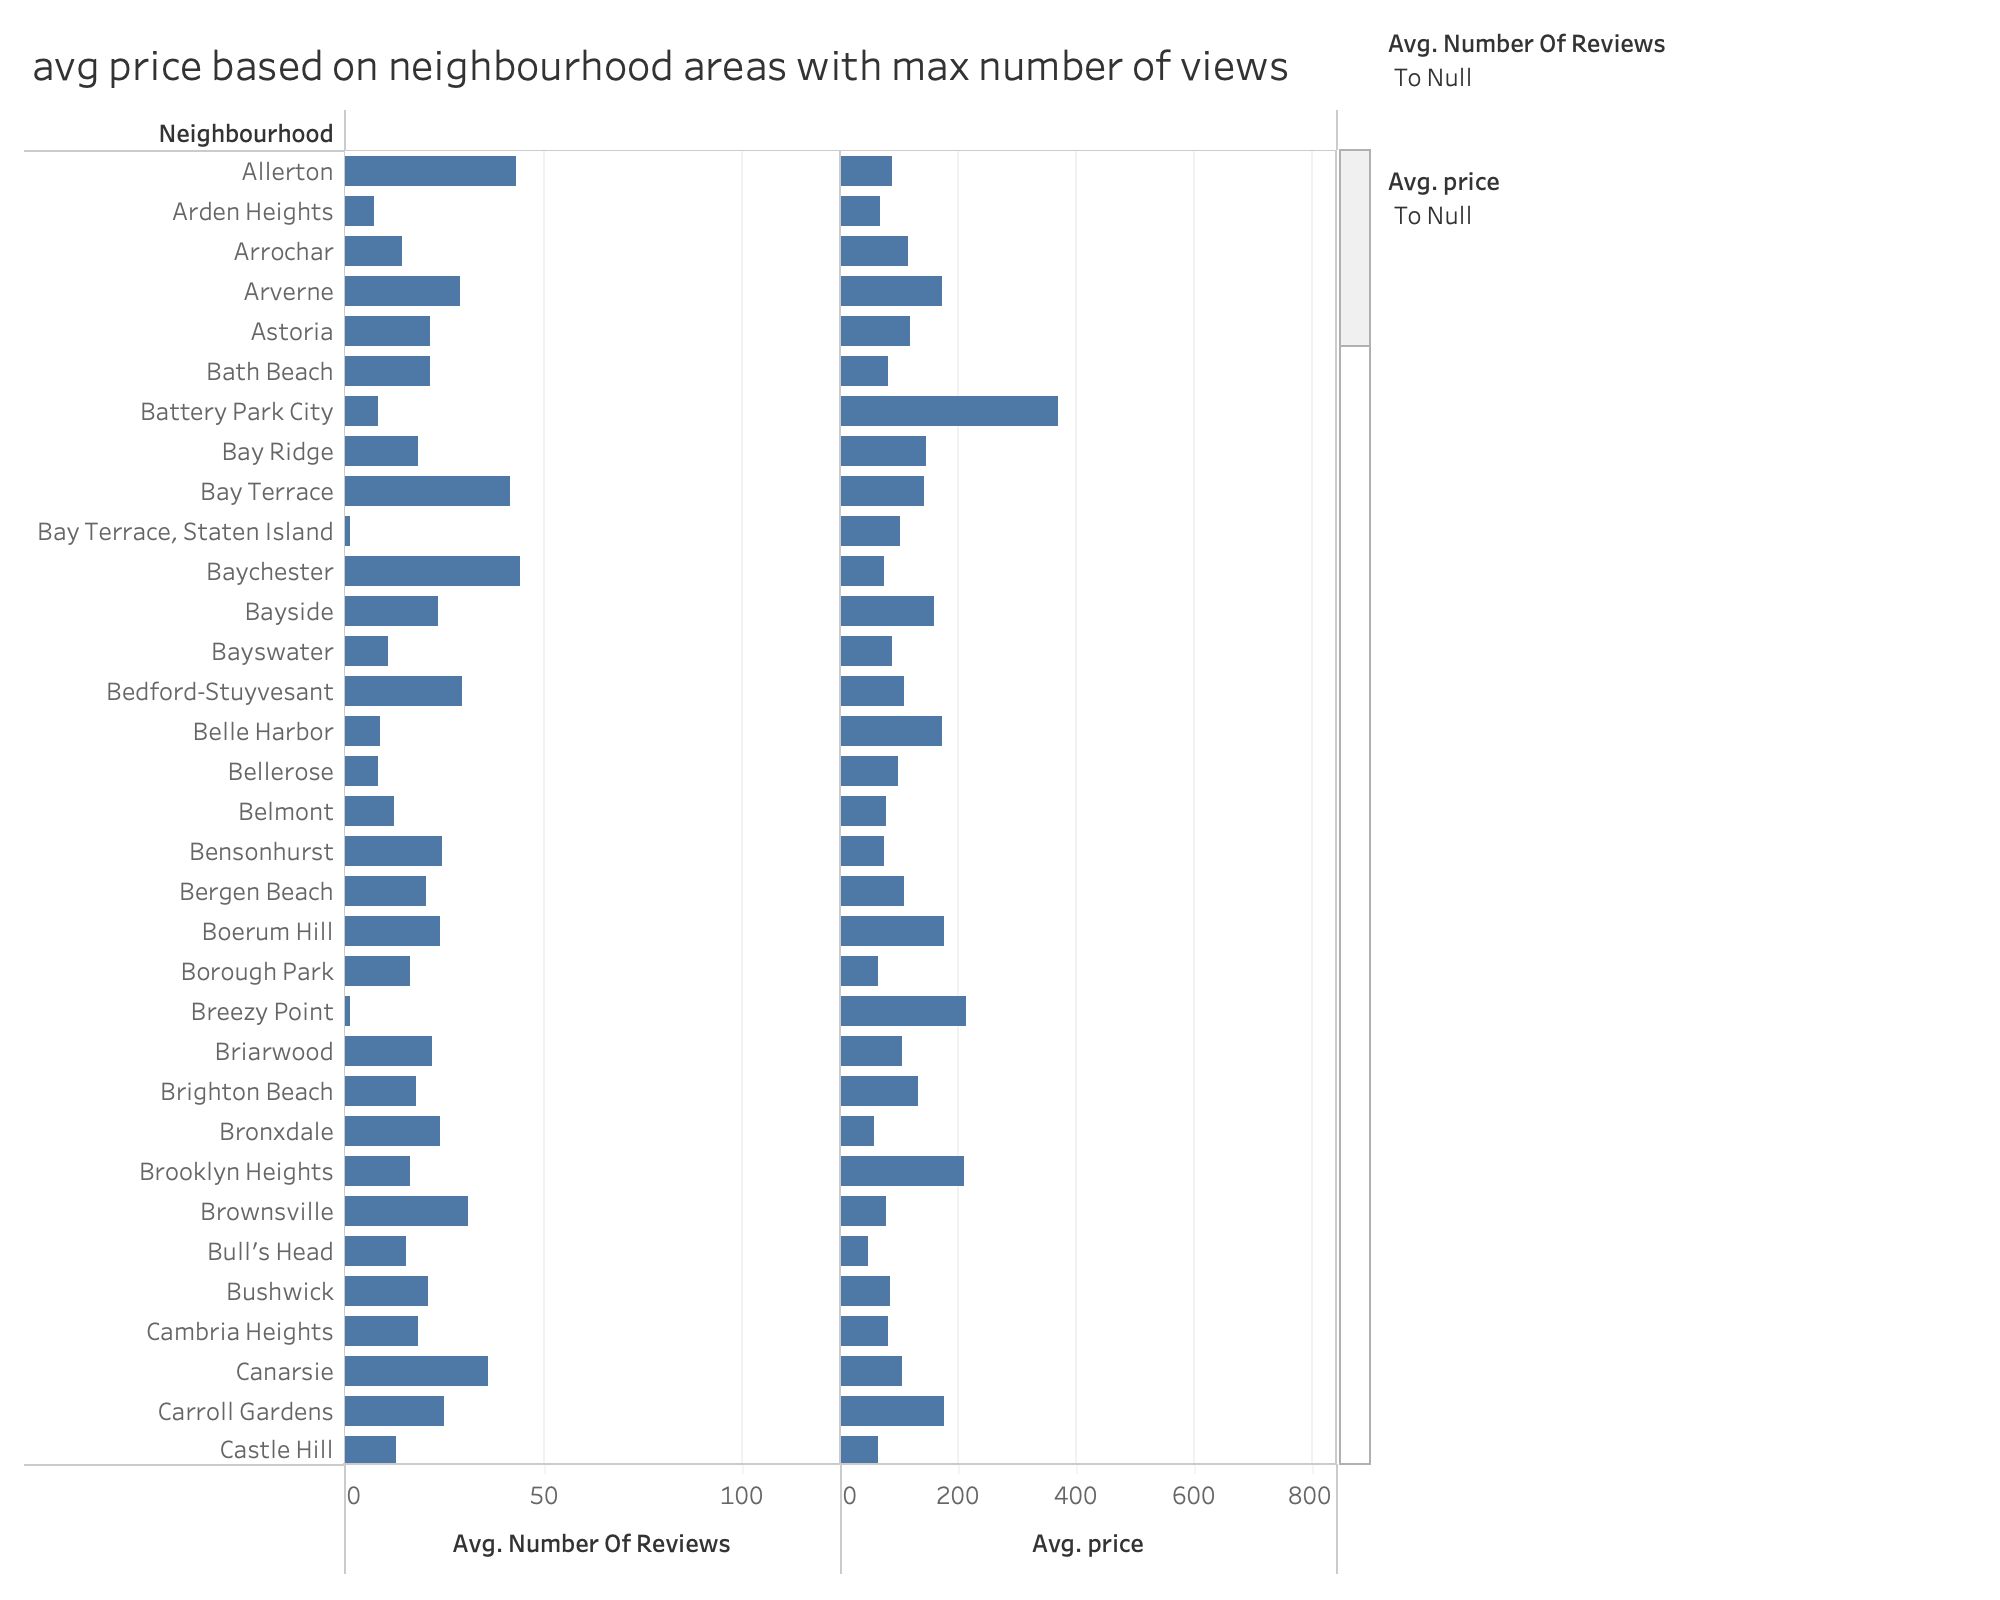 avg price based on neighbourhood areas with max number of views
Avg. Number Of Reviews
To Null
Avg. price
To Null
Neighbourhood
Allerton
Arden Heights
Arrochar
Arverne
Astoria
Bath Beach
Battery Park City
Bay Ridge
Bay Terrace
Bay Terrace, Staten Island
Baychester
Bayside
Bayswater
Bedford-Stuyvesant
Belle Harbor
Bellerose
Belmont
Bensonhurst
Bergen Beach
Boerum Hill
Borough Park
Breezy Point
Briarwood
Brighton Beach
Bronxdale
Brooklyn Heights
Brownsville
Bull's Head
Bushwick
Cambria Heights
Canarsie
Carroll Gardens
Castle Hill
0 50 100 0 200 400 600 800
Avg. Number Of Reviews Avg. price